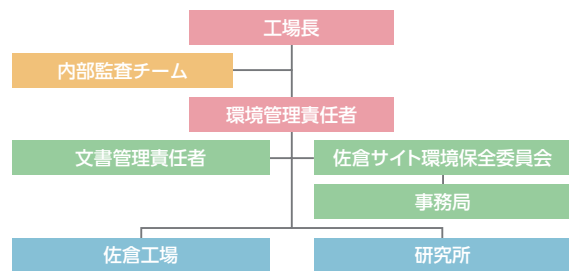 工場長
内部監査チーム
環境管理責任者
文書管理責任者
佐倉サイト環境保全委員会
事務局
佐倉工場
研究所